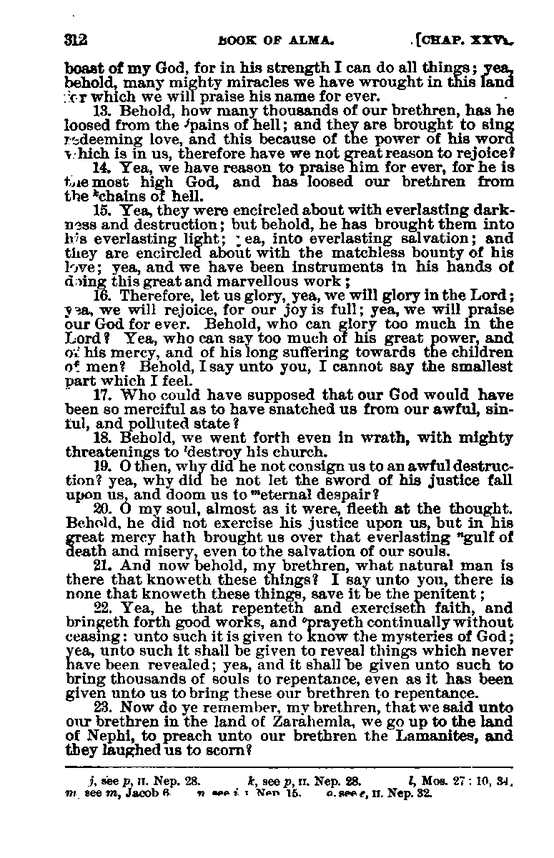 312 BOOK OF ALMA. [CHAP. XXVI.
boast of my God, for in his strength I can do all things; yea,
behold, many mighty miracles we have wrought in this land
for which we will praise his name for ever.
13. Behold, how many thousands of our brethren, has he
loosed from the ʲpains of hell; and they are brought to sing
redeeming love, and this because of the power of his word
which is in us, therefore have we not great reason to rejoice?
14. Yea, we have reason to praise him for ever, for he is
the most high God, and has loosed our brethren from
the ᵏchains of hell.
15. Yea, they were encircled about with everlasting dark-
ness and destruction; but behold, he has brought them into
his everlasting light; yea, into everlasting salvation; and
they are encircled about with the matchless bounty of his
love; yea, and we have been instruments in his hands of
doing this great and marvellous work;
16. Therefore, let us glory, yea, we will glory in the Lord;
yea, we will rejoice, for our joy is full; yea, we will praise
our God for ever. Behold, who can glory too much in the
Lord? Yea, who can say too much of his great power, and
of his mercy, and of his long suffering towards the children
of men? Behold, I say unto you, I cannot say the smallest
part which I feel.
17. Who could have supposed that our God would have
been so merciful as to have snatched us from our awful, sin-
ful, and polluted state?
18. Behold, we went forth even in wrath, with mighty
threatenings to ˡdestroy his church.
19. O then, why did he not consign us to an awful destruc-
tion? yea, why did he not let the sword of his justice fall
upon us, and doom us to ᵐeternal despair?
20. O my soul, almost as it were, fleeth at the thought.
Behold, he did not exercise his justice upon us, but in his
great mercy hath brought us over that everlasting ⁿgulf of
death and misery, even to the salvation of our souls.
21. And now behold, my brethren, what natural man is
there that knoweth these things? I say unto you, there is
none that knoweth these things, save it be the penitent;
22. Yea, he that repenteth and exerciseth faith, and
bringeth forth good works, and ᵒprayeth continually without
ceasing: unto such it is given to know the mysteries of God;
yea, unto such it shall be given to reveal things which never
have been revealed; yea, and it shall be given unto such to
bring thousands of souls to repentance, even as it has been
given unto us to bring these our brethren to repentance.
23. Now do ye remember, my brethren, that we said unto
our brethren in the land of Zarahemla, we go up to the land
of Nephi, to preach unto our brethren the Lamanites, and
they laughed us to scorn?
j, see p, II. Nep. 28. k, see p, II. Nep. 28. l, Mos. 27: 10, 34.
m, see m, Jacob 6. n, see I. Nep. 15. o, see e, II. Nep. 32.